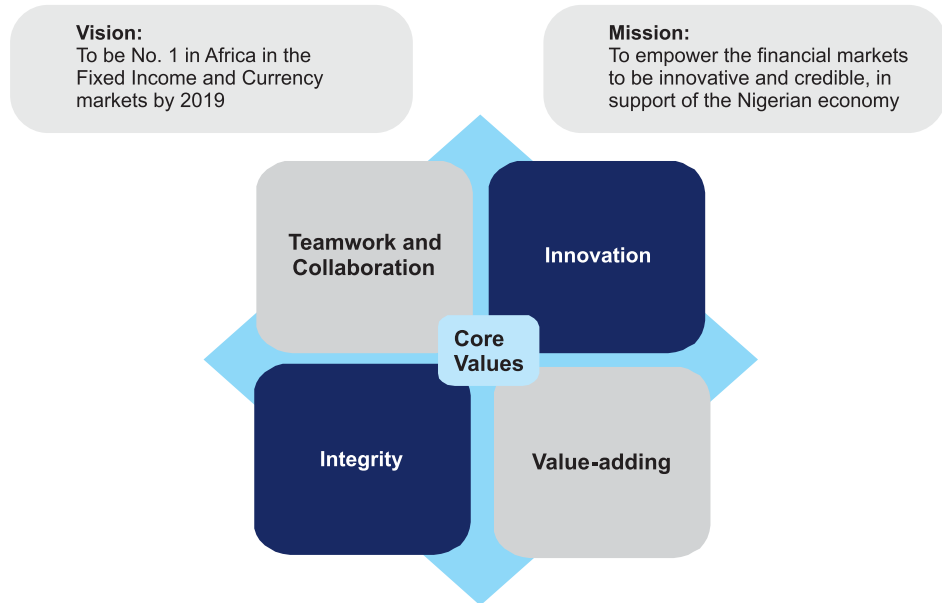 Vision:
To be No. 1 in Africa in the
Fixed Income and Currency
markets by 2019
Mission:
To empower the financial markets
to be innovative and credible, in
support of the Nigerian economy
Teamwork and
Collaboration
Innovation
Core
Values
Integrity
Value-adding